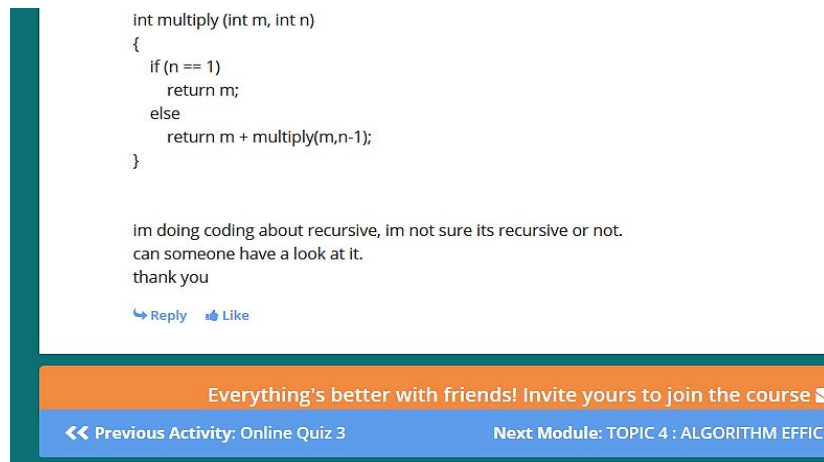 int multiply (int m, int n)
{
if (n == 1)
return m;
else
return m + multiply(m,n-1);
}
im doing coding about recursive, im not sure its recursive or not.
can someone have a look at it.
thank you
Reply Like
Everything's better with friends! Invite yours to join the course
Previous Activity: Online Quiz 3 Next Module: TOPIC 4 : ALGORITHM EFFIC